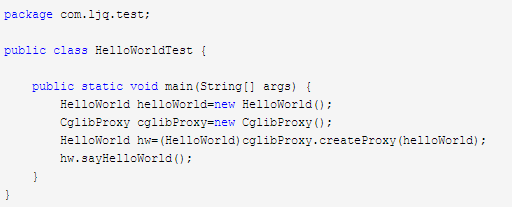 package com.ljq.test;
public class HelloWorldTest {
public static void main(String[] args) {
HelloWorld helloWorld=new HelloWorld();
CglibProxy cglibProxy=new CglibProxy();
HelloWorld hw=(HelloWorld)cglibProxy.createProxy(helloWorld);
hw.sayHelloWorld();
}
}